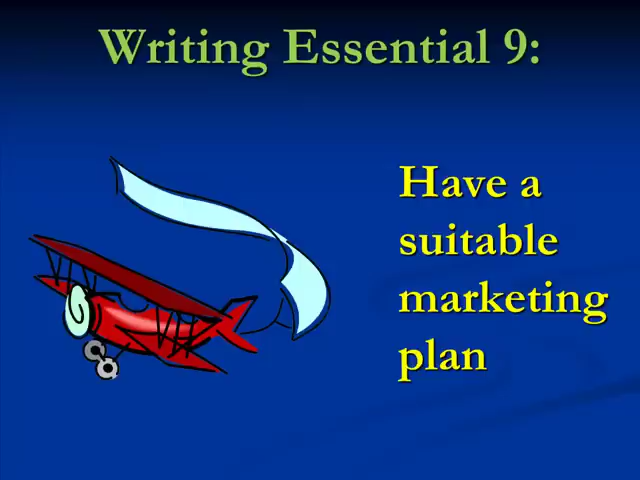 Writing Essential 9:
Have a
suitable
marketing
plan